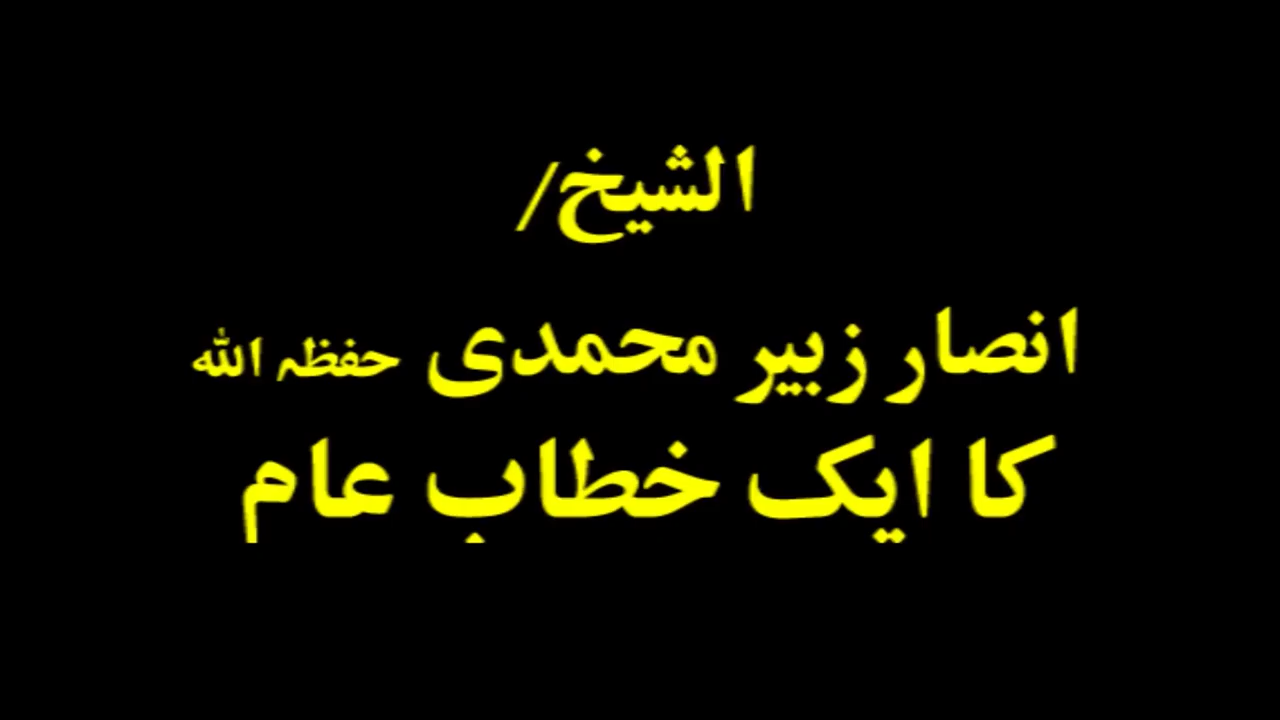 الشیخ/
انصار زبیر محمدی حفظہ اللہ
کا ایک خطاب عام